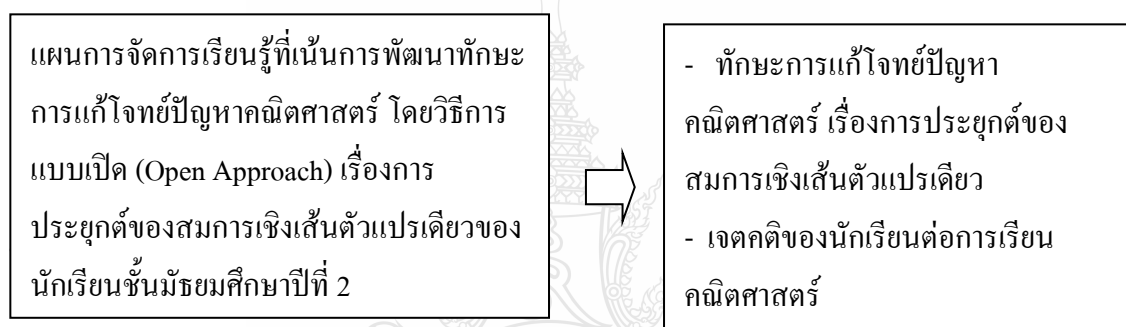 แผนการจัดการเรียนรู้ที่เน้นการพัฒนาทักษะ
การแก้โจทย์ปัญหาคณิตศาสตร์ โดยวิธีการ
แบบเปิด (Open Approach) เรื่องการ
ประยุกต์ของสมการเชิงเส้นตัวแปรเดียวของ
นักเรียนชั้นมัธยมศึกษาปีที่ 2
- ทักษะการแก้โจทย์ปัญหา
คณิตศาสตร์ เรื่องการประยุกต์ของ
สมการเชิงเส้นตัวแปรเดียว
- เจตคติของนักเรียนต่อการเรียน
คณิตศาสตร์